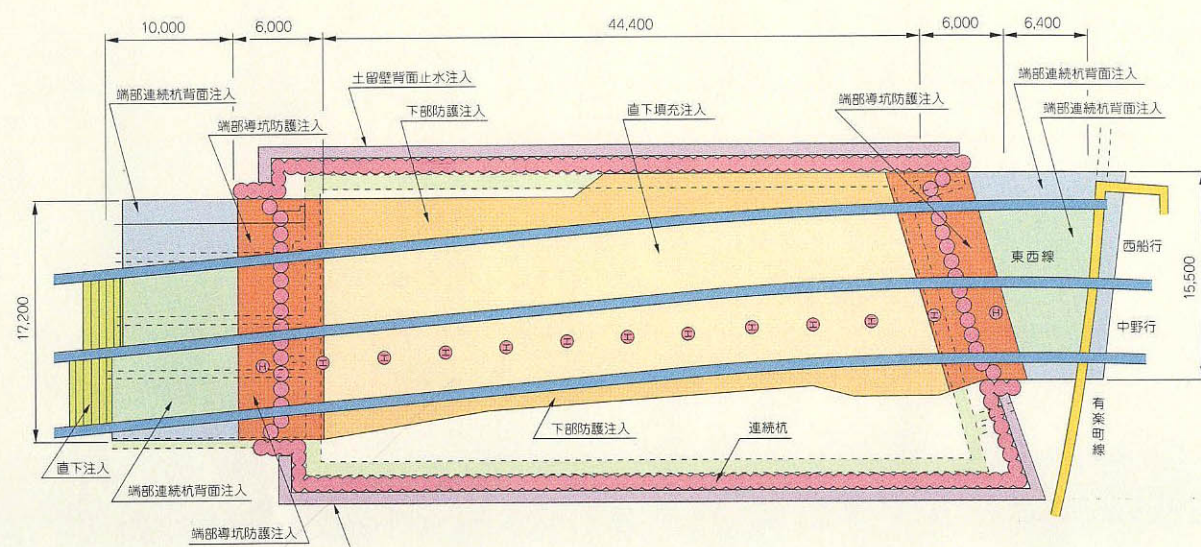 10,000
6,000
44,400
6,000
6,400
土留壁背面止水注入
端部連続杭背面注入
下部防護注入
直下填充注入
端部導坑防護注入
端部連続杭背面注入
端部導坑防護注入
端部連続杭背面注入
東西線
西船行
中野行
17,200
15,500
H H H H H H H H H H H H H
有楽町線
直下注入
端部連続杭背面注入
端部導坑防護注入
下部防護注入
連続杭